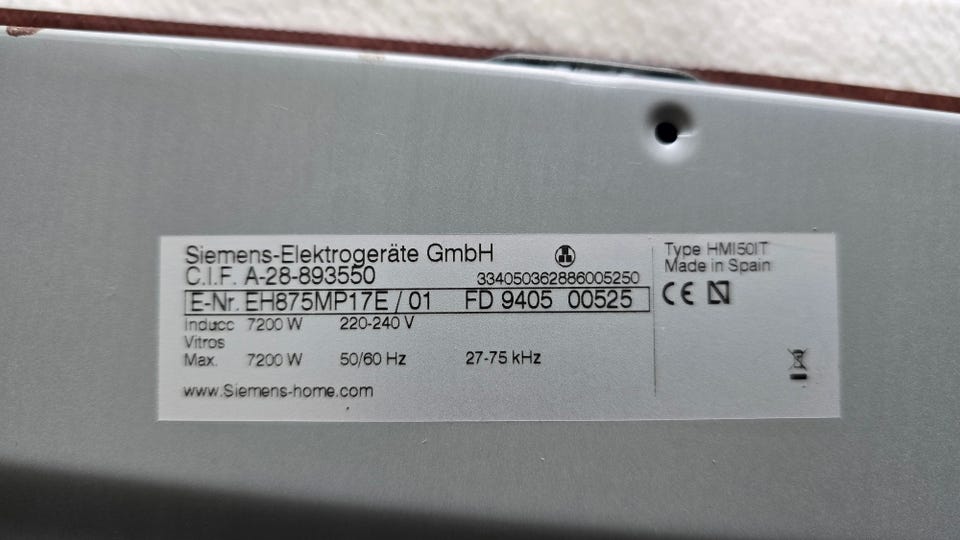 Siemens-Elektrogeräte GmbH
C.I.F. A-28-893550
334050362886005250
E-Nr. EH875MP17E / 01 FD 9405 00525
Inducc 7200 W 220-240 V
Vitros
Max. 7200 W 50/60 Hz 27-75 kHz
www.Siemens-home.com
Type HMI50IT
Made in Spain
CE N